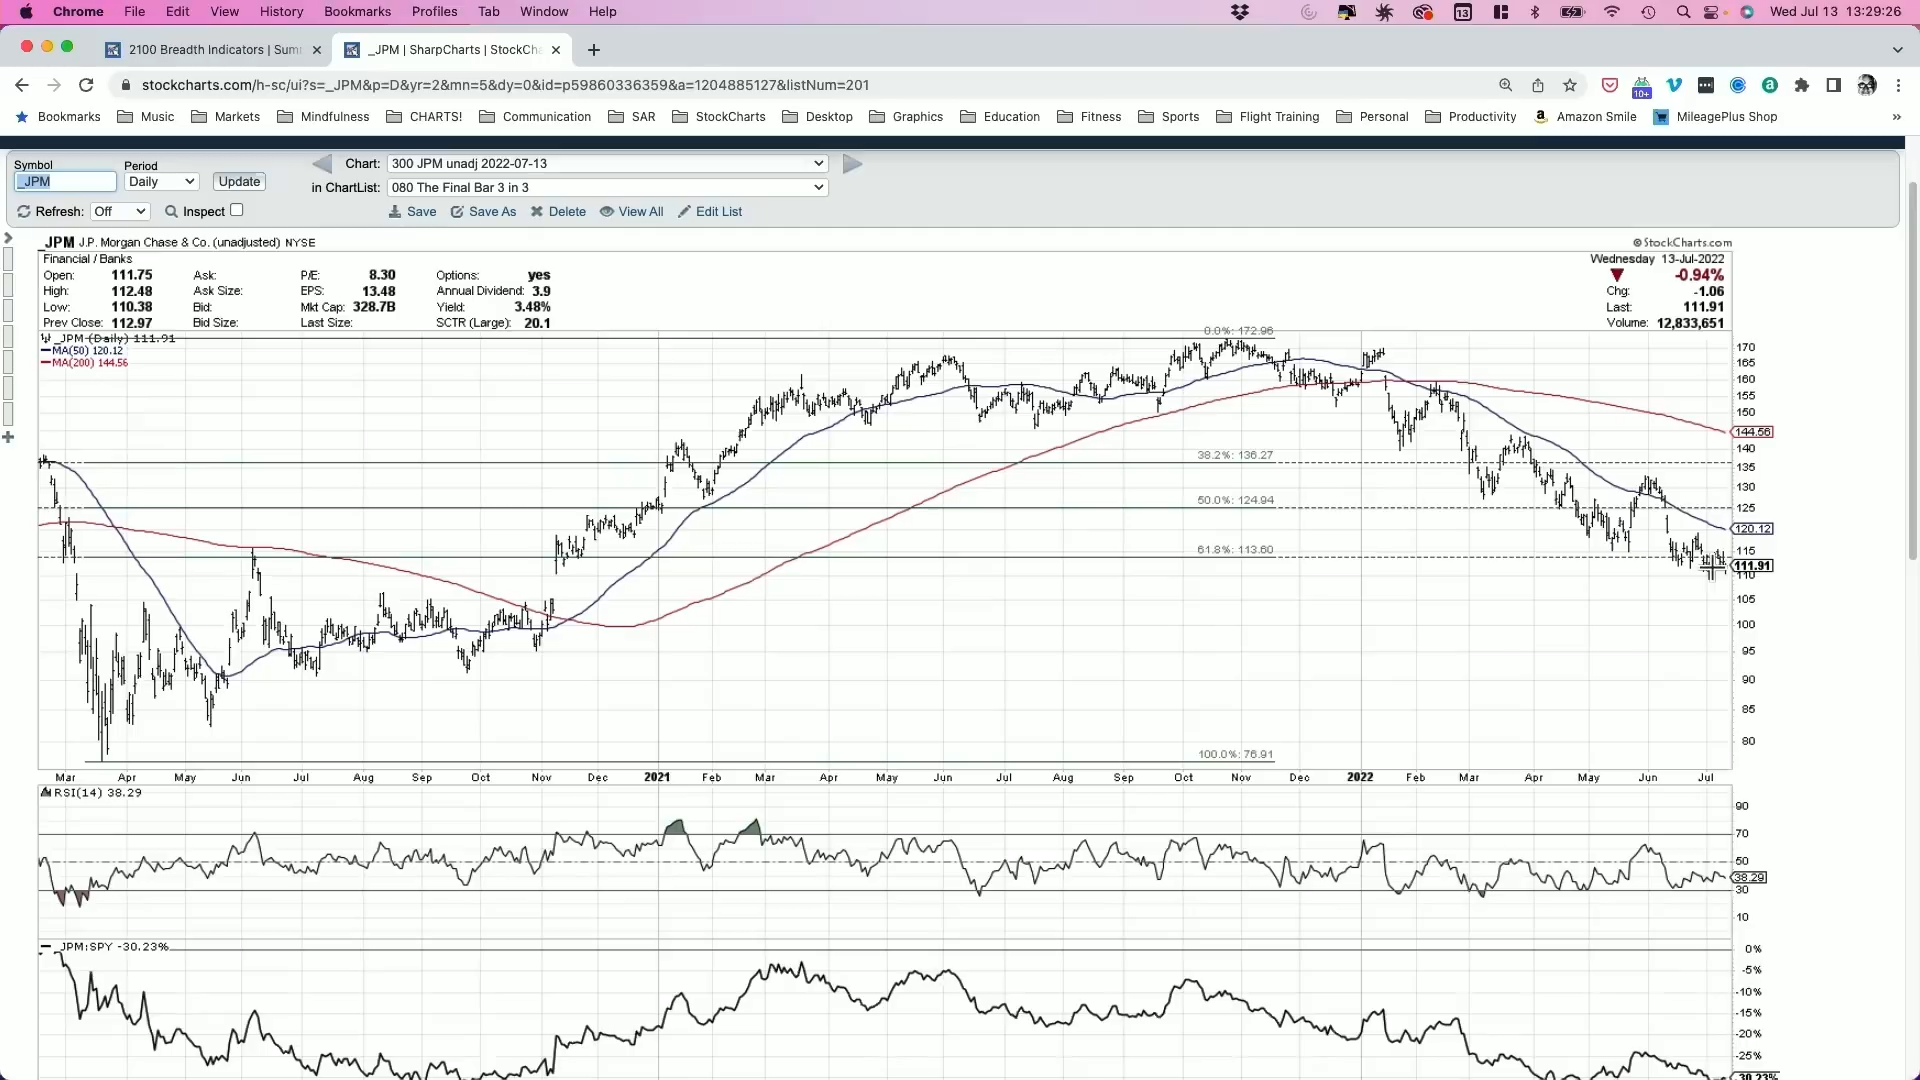 Chrome File Edit View History Bookmarks Profiles Tab Window Help 13 Wed Jul 13 13:29:26
2100 Breadth Indicators | Sum _JPM | SharpCharts | StockCh
stockcharts.com/h-sc/ui?s=_JPM&p=D&yr=2&mn=5&dy=0&id=p59860336359&a=1204885127&listNum=201 10+
Bookmarks Music Markets Mindfulness CHARTS! Communication SAR StockCharts Desktop Graphics Education Fitness Sports Flight Training Personal Productivity Amazon Smile MileagePlus Shop »
Symbol Period Chart: 300 JPM unadj 2022-07-13
_JPM Daily Update in ChartList: 080 The Final Bar 3 in 3
Refresh: Off Inspect Save Save As Delete View All Edit List
_JPM J.P. Morgan Chase & Co. (unadjusted) NYSE ©StockCharts.com
Financial / Banks Wednesday 13-Jul-2022
Open: 111.75 Ask: P/E: 8.30 Options: yes -0.94%
High: 112.48 Ask Size: EPS: 13.48 Annual Dividend: 3.9 Chg: -1.06
Low: 110.38 Bid: Mkt Cap: 328.7B Yield: 3.48% Last: 111.91
Prev Close: 112.97 Bid Size: Last Size: SCTR (Large): 20.1 Volume: 12,833,651
_JPM (Daily) 111.91 0.0%: 172.96
MA(50) 120.12
MA(200) 144.56
170
165
160
155
150
144.56
140
38.2%: 136.27
135
130
50.0%: 124.94
125
120.12
61.8%: 113.60
115
111.91
110
105
100
95
90
85
80
100.0%: 76.91
Mar Apr May Jun Jul Aug Sep Oct Nov Dec 2021 Feb Mar Apr May Jun Jul Aug Sep Oct Nov Dec 2022 Feb Mar Apr May Jun Jul
RSI(14) 38.29
90
70
50
38.29
30
10
_JPM:SPY -30.23%
0%
-5%
-10%
-15%
-20%
-25%
-30.23%